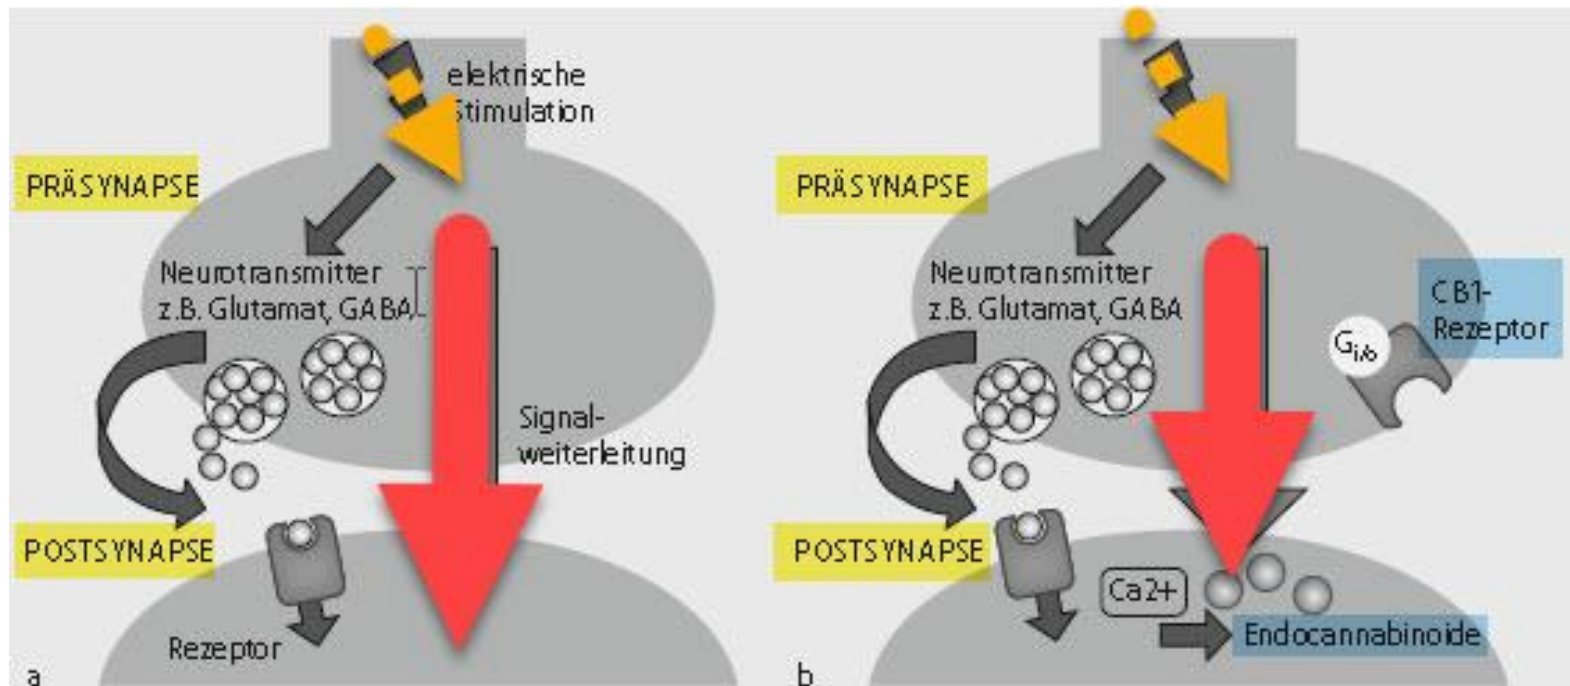 elektrische
Stimulation
PRÄSYNAPSE
Neurotransmitter
z.B. Glutamat, GABA
Signal-
weiterleitung
POSTSYNAPSE
Rezeptor
a
PRÄSYNAPSE
Neurotransmitter
z.B. Glutamat, GABA
CB1-
Rezeptor
Gi/o
POSTSYNAPSE
Ca2+
Endocannabinoide
b